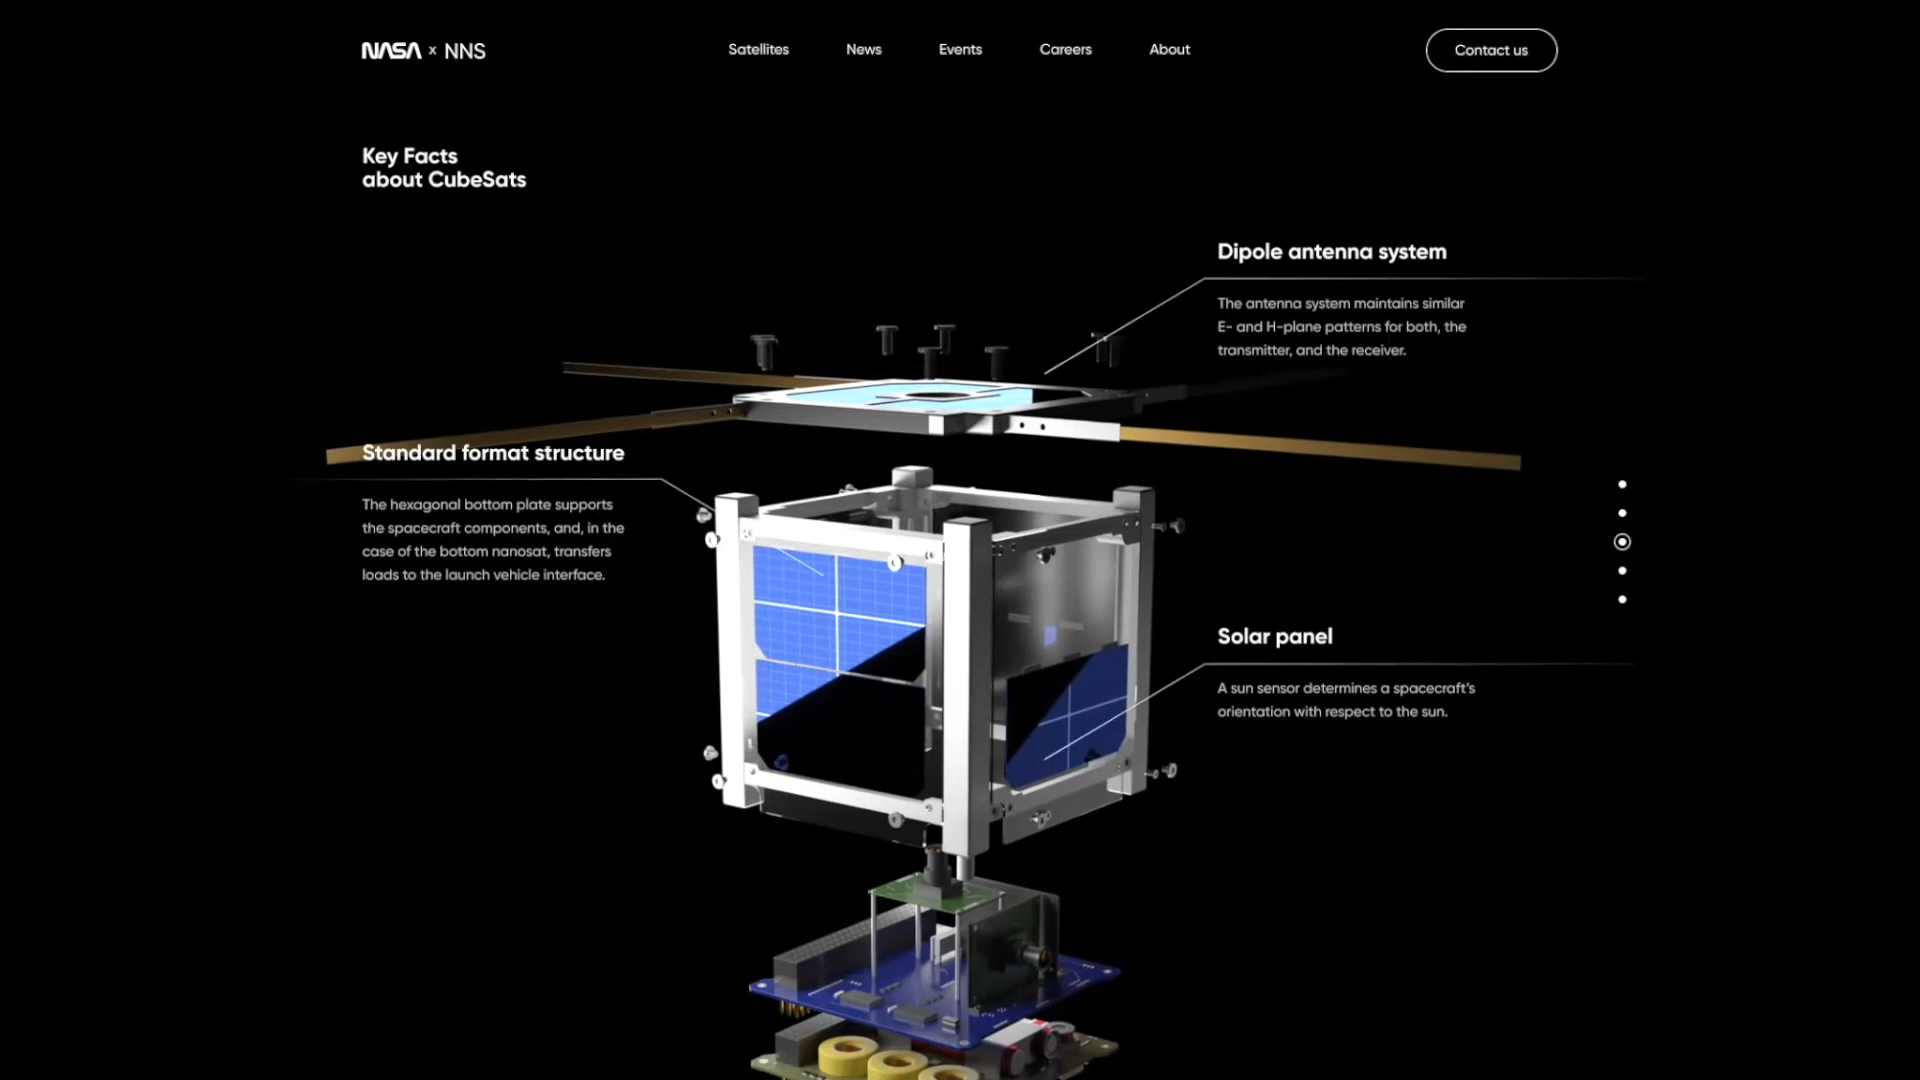 NASA x NNS
Satellites
News
Events
Careers
About
Contact us
Key Facts
about CubeSats
Dipole antenna system
The antenna system maintains similar
E- and H-plane patterns for both, the
transmitter, and the receiver.
Standard format structure
The hexagonal bottom plate supports
the spacecraft components, and, in the
case of the bottom nanosat, transfers
loads to the launch vehicle interface.
Solar panel
A sun sensor determines a spacecraft's
orientation with respect to the sun.